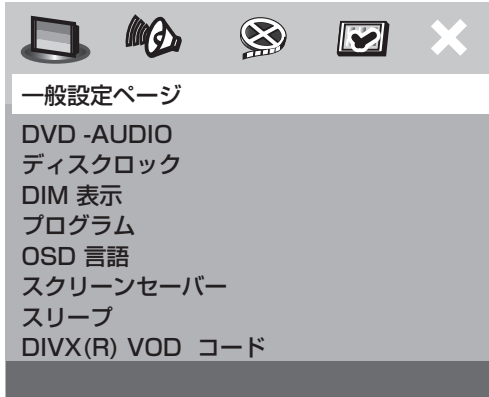 一般設定ページ
DVD -AUDIO
ディスクロック
DIM 表示
プログラム
OSD 言語
スクリーンセーバー
スリープ
DIVX(R) VOD コード